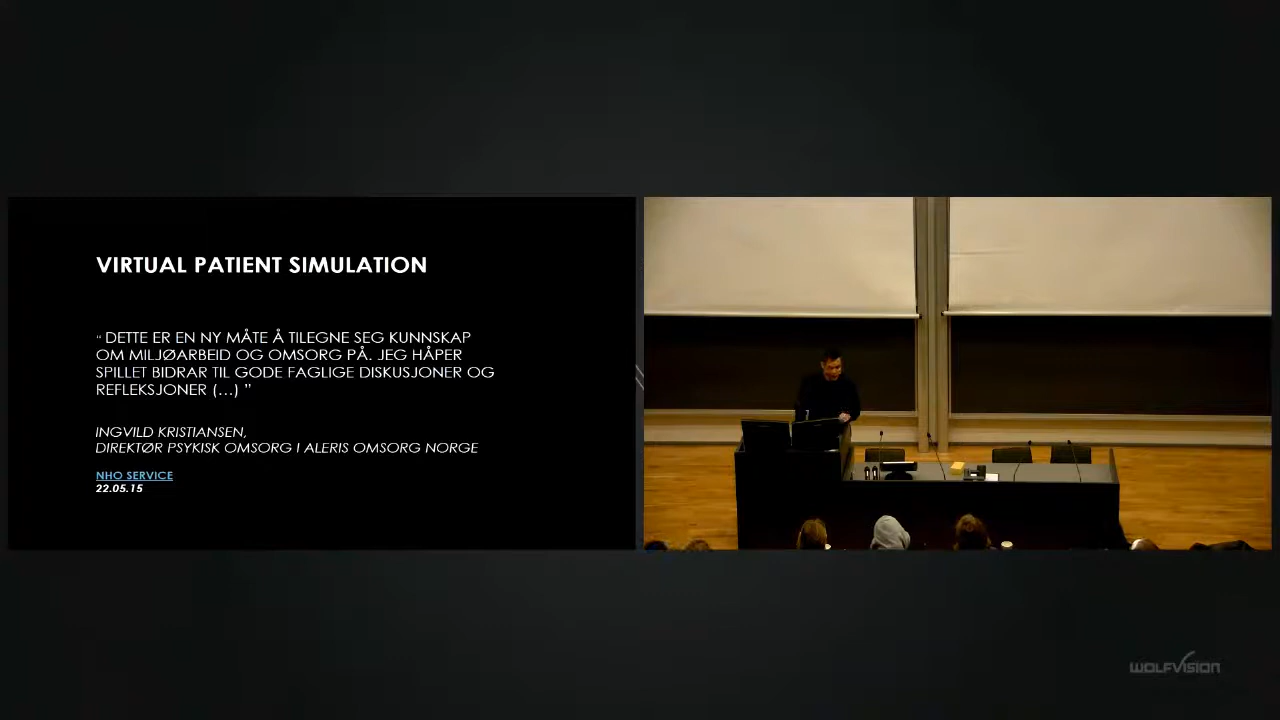 VIRTUAL PATIENT SIMULATION
“ DETTE ER EN NY MÅTE Å TILEGNE SEG KUNNSKAP
OM MILJØARBEID OG OMSORG PÅ. JEG HÅPER
SPILLET BIDRAR TIL GODE FAGLIGE DISKUSJONER OG
REFLEKSJONER (...) ”
INGVILD KRISTIANSEN,
DIREKTØR PSYKISK OMSORG I ALERIS OMSORG NORGE
NHO SERVICE
22.05.15
WOLFVISION